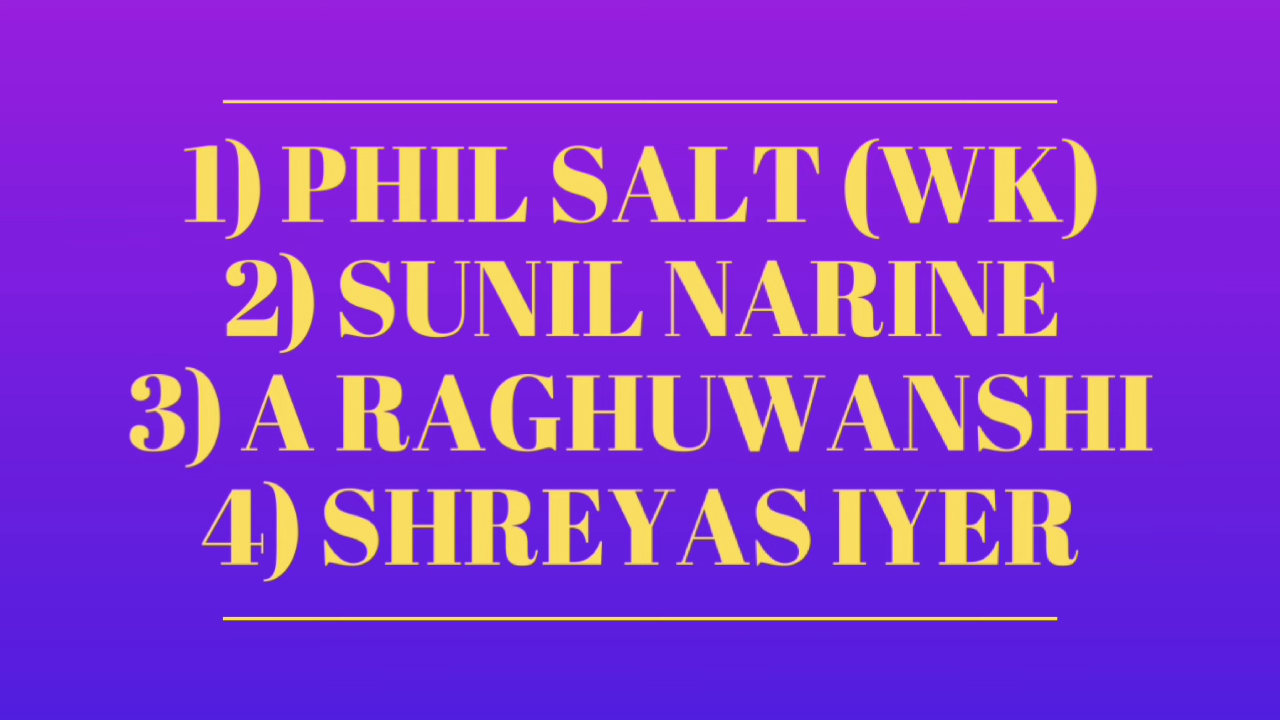 1) PHIL SALT (WK)
2) SUNIL NARINE
3) A RAGHUWANSHI
4) SHREYAS IYER